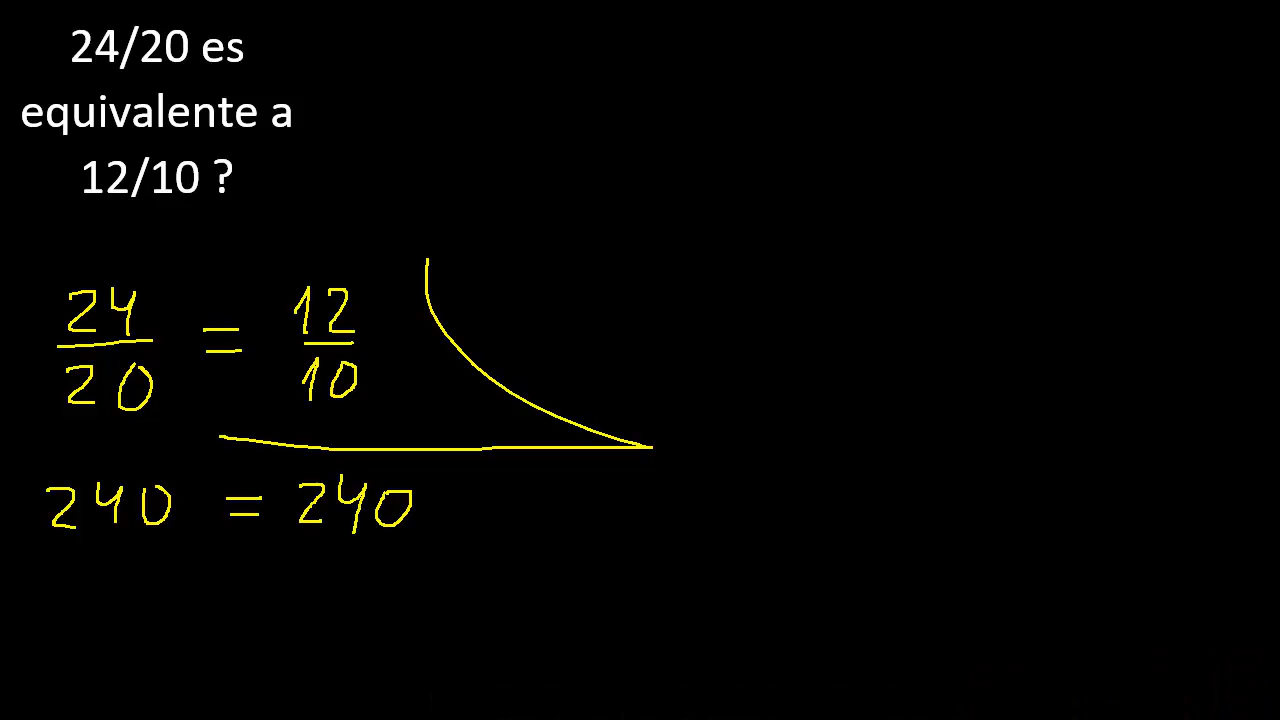 24/20 es
equivalente a
12/10 ?
24/20 = 12/10
240 = 240